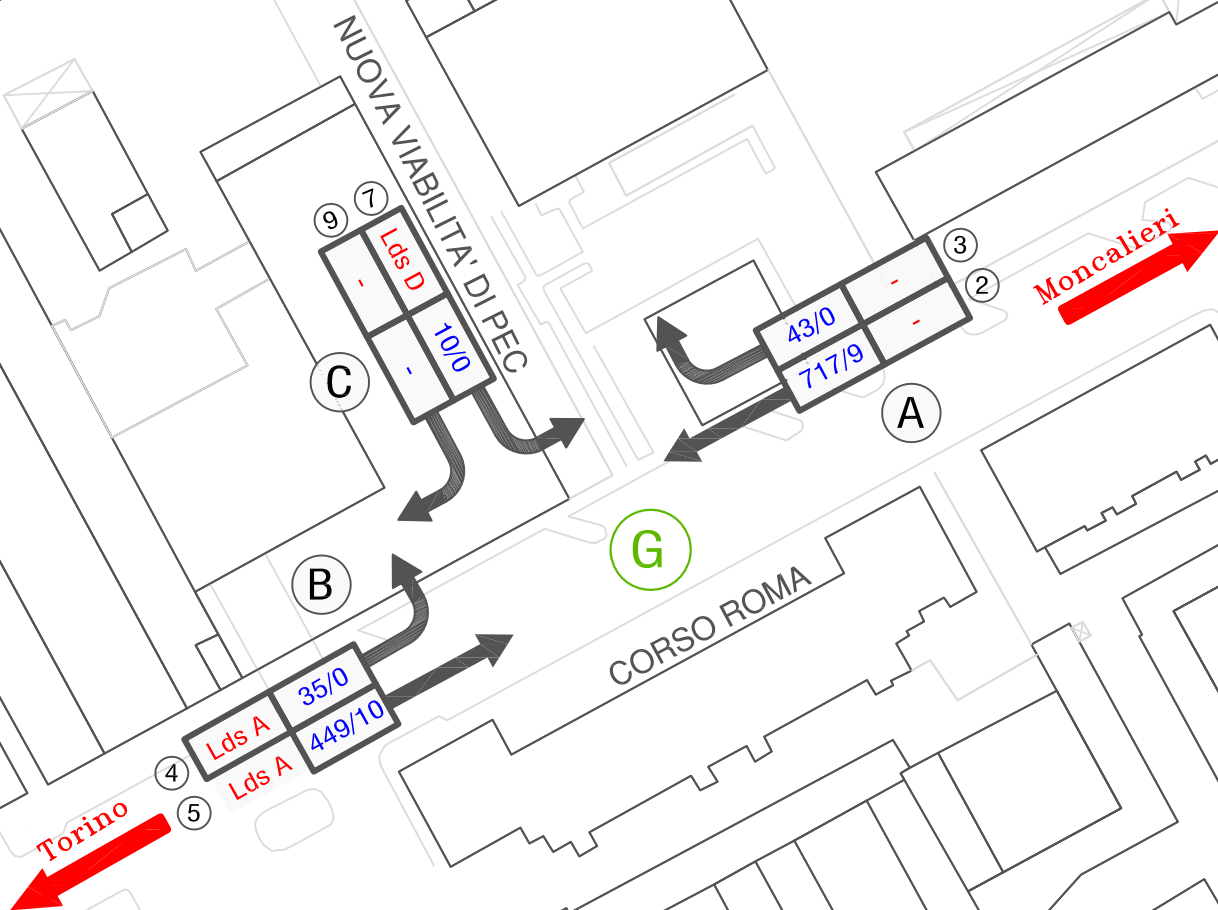 NUOVA VIABILITA' DI PEC
9
7
-
Lds D
-
10/0
C
3
2
43/0
-
717/9
-
A
Moncalieri
G
B
CORSO ROMA
Lds A
35/0
Lds A
449/10
4
5
Torino